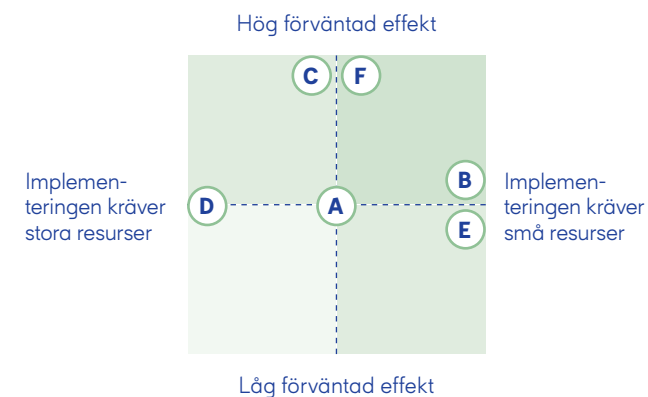 Hög förväntad effekt
C F
Implemen-
teringen kräver
stora resurser
D
A
B
E
Implemen-
teringen kräver
små resurser
Låg förväntad effekt